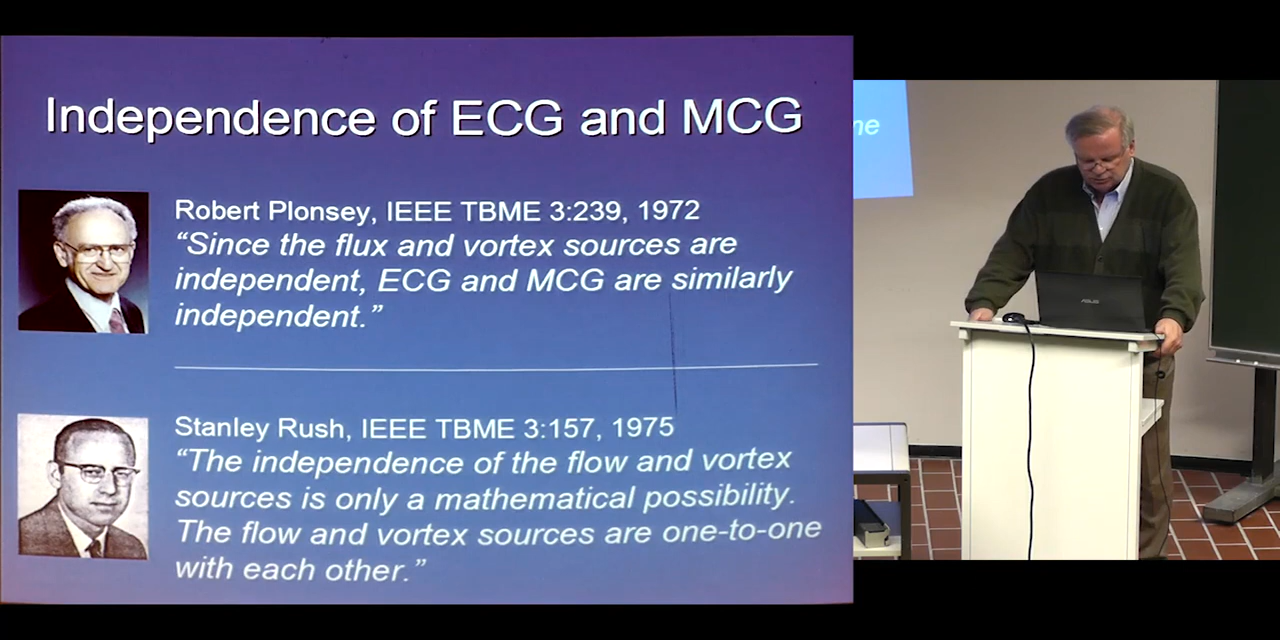 Independence of ECG and MCG
Robert Plonsey, IEEE TBME 3:239, 1972
“Since the flux and vortex sources are
independent, ECG and MCG are similarly
independent.”
Stanley Rush, IEEE TBME 3:157, 1975
“The independence of the flow and vortex
sources is only a mathematical possibility.
The flow and vortex sources are one-to-one
with each other.”
ASUS